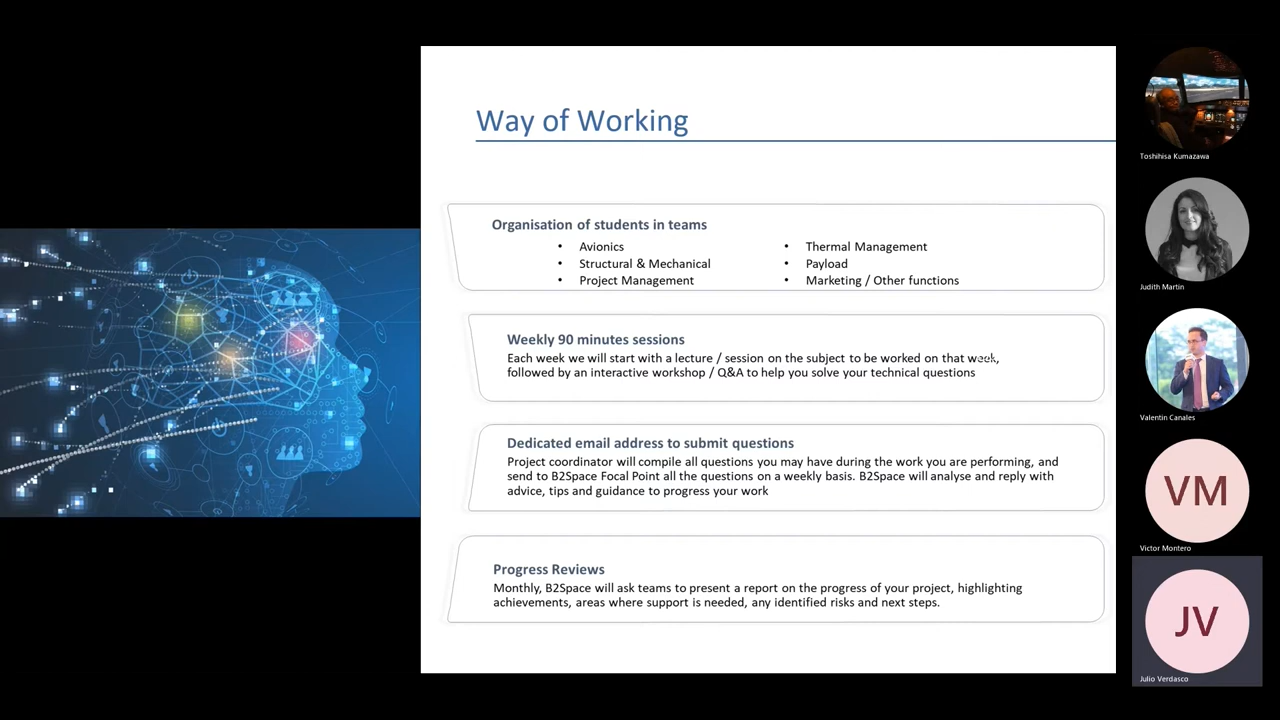 Way of Working
Organisation of students in teams
• Avionics
• Structural & Mechanical
• Project Management
• Thermal Management
• Payload
• Marketing / Other functions
Weekly 90 minutes sessions
Each week we will start with a lecture / session on the subject to be worked on that week,
followed by an interactive workshop / Q&A to help you solve your technical questions
Dedicated email address to submit questions
Project coordinator will compile all questions you may have during the work you are performing, and
send to B2Space Focal Point all the questions on a weekly basis. B2Space will analyse and reply with
advice, tips and guidance to progress your work
Progress Reviews
Monthly, B2Space will ask teams to present a report on the progress of your project, highlighting
achievements, areas where support is needed, any identified risks and next steps.
Toshihisa Kumazawa
Judith Martin
Valentin Canales
VM
Victor Montero
JV
Julio Verdasco